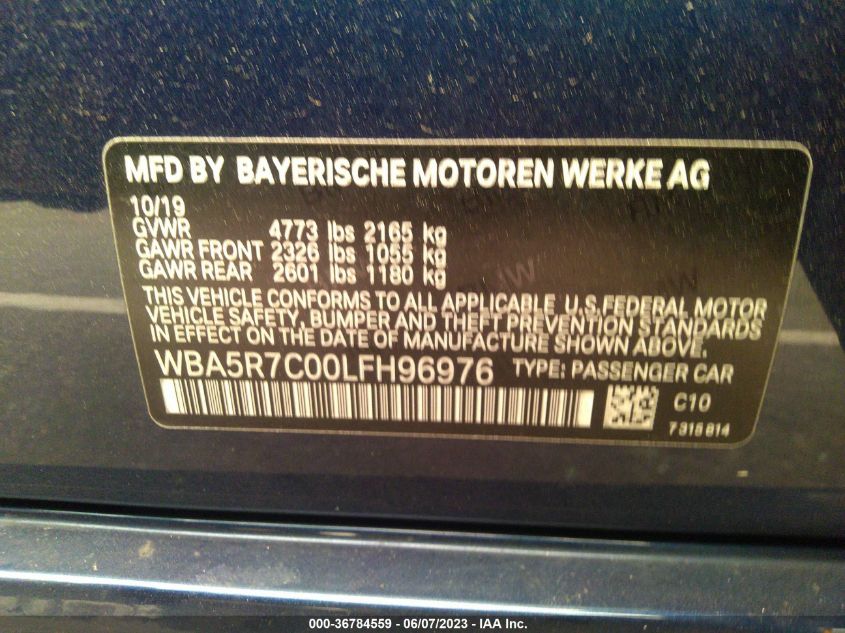 MFD BY BAYERISCHE MOTOREN WERKE AG
10/19
GVWR 4773 lbs 2165 kg
GAWR FRONT 2326 lbs 1055 kg
GAWR REAR 2601 lbs 1180 kg
THIS VEHICLE CONFORMS TO ALL APPLICABLE U.S. FEDERAL MOTOR
VEHICLE SAFETY, BUMPER AND THEFT PREVENTION STANDARDS
IN EFFECT ON THE DATE OF MANUFACTURE SHOWN ABOVE.
WBA5R7C00LFH96976 TYPE: PASSENGER CAR
C10
7318814
000-36784559 - 06/07/2023 - IAA Inc.